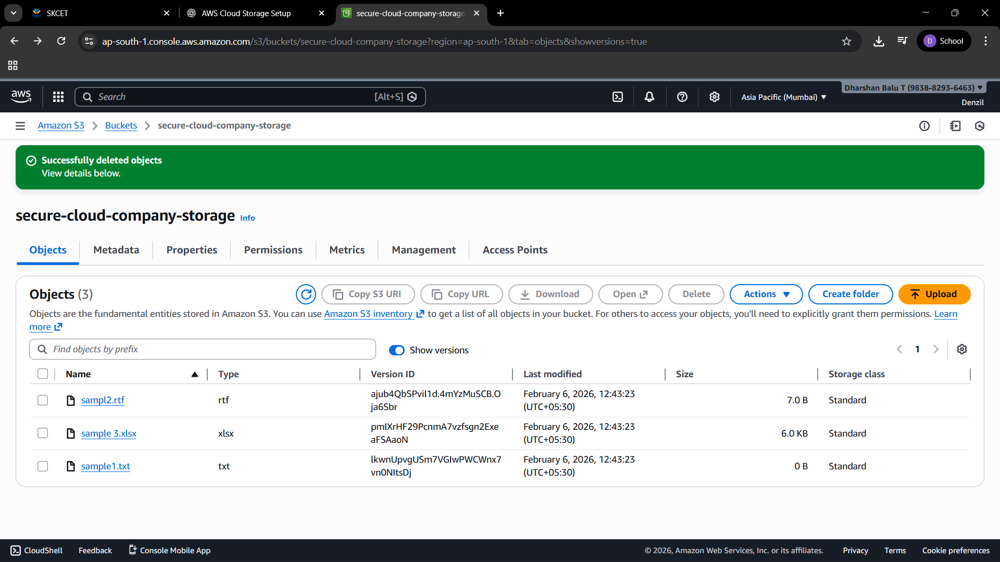 SKCET
AWS Cloud Storage Setup
secure-cloud-company-storage
ap-south-1.console.aws.amazon.com/s3/buckets/secure-cloud-company-storage?region=ap-south-1&tab=objects&showversions=true
D School
aws
Search [Alt+S]
Asia Pacific (Mumbai)
Dharshan Balu T (9838-8293-6463)
Denzil
Amazon S3
Buckets
secure-cloud-company-storage
Successfully deleted objects
View details below.
secure-cloud-company-storage Info
Objects Metadata Properties Permissions Metrics Management Access Points
Objects (3)
Copy S3 URI
Copy URL
Download
Open
Delete
Actions
Create folder
Upload
Objects are the fundamental entities stored in Amazon S3. You can use Amazon S3 inventory to get a list of all objects in your bucket. For others to access your objects, you'll need to explicitly grant them permissions. Learn
more
Find objects by prefix
Show versions
1
Name Type Version ID Last modified Size Storage class
sampl2.rtf rtf ajub4QbSPviI1d.4mYzMuSCB.O February 6, 2026, 12:43:23 7.0 B Standard
ja6Sbr (UTC+05:30)
sample 3.xlsx xlsx pmIXrHF29PcnmA7vzfsgn2Exe February 6, 2026, 12:43:23 6.0 KB Standard
aFSAaoN (UTC+05:30)
sample1.txt txt lkwnUpvgUSm7VGIwPWCWnx7 February 6, 2026, 12:43:23 0 B Standard
vn0NItsDj (UTC+05:30)
CloudShell Feedback Console Mobile App © 2026, Amazon Web Services, Inc. or its affiliates. Privacy Terms Cookie preferences